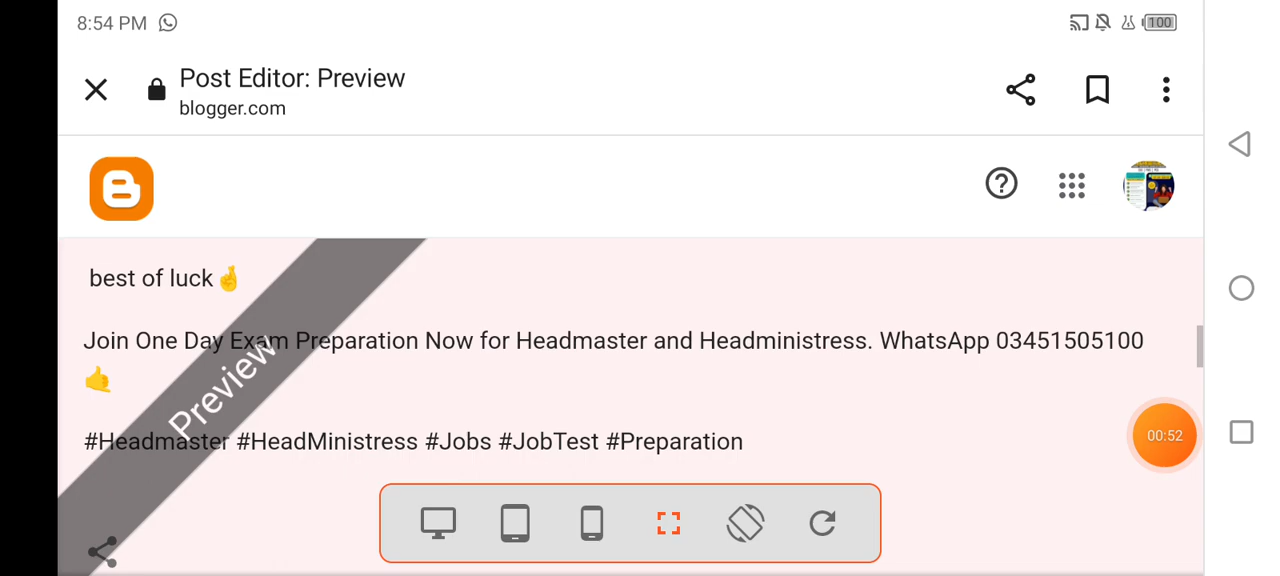 8:54 PM
100
Post Editor: Preview
blogger.com
best of luck🤞
Join One Day Exam Preparation Now for Headmaster and Headministress. WhatsApp 03451505100
🤙
Preview
#Headmaster #HeadMinistress #Jobs #JobTest #Preparation
00:52